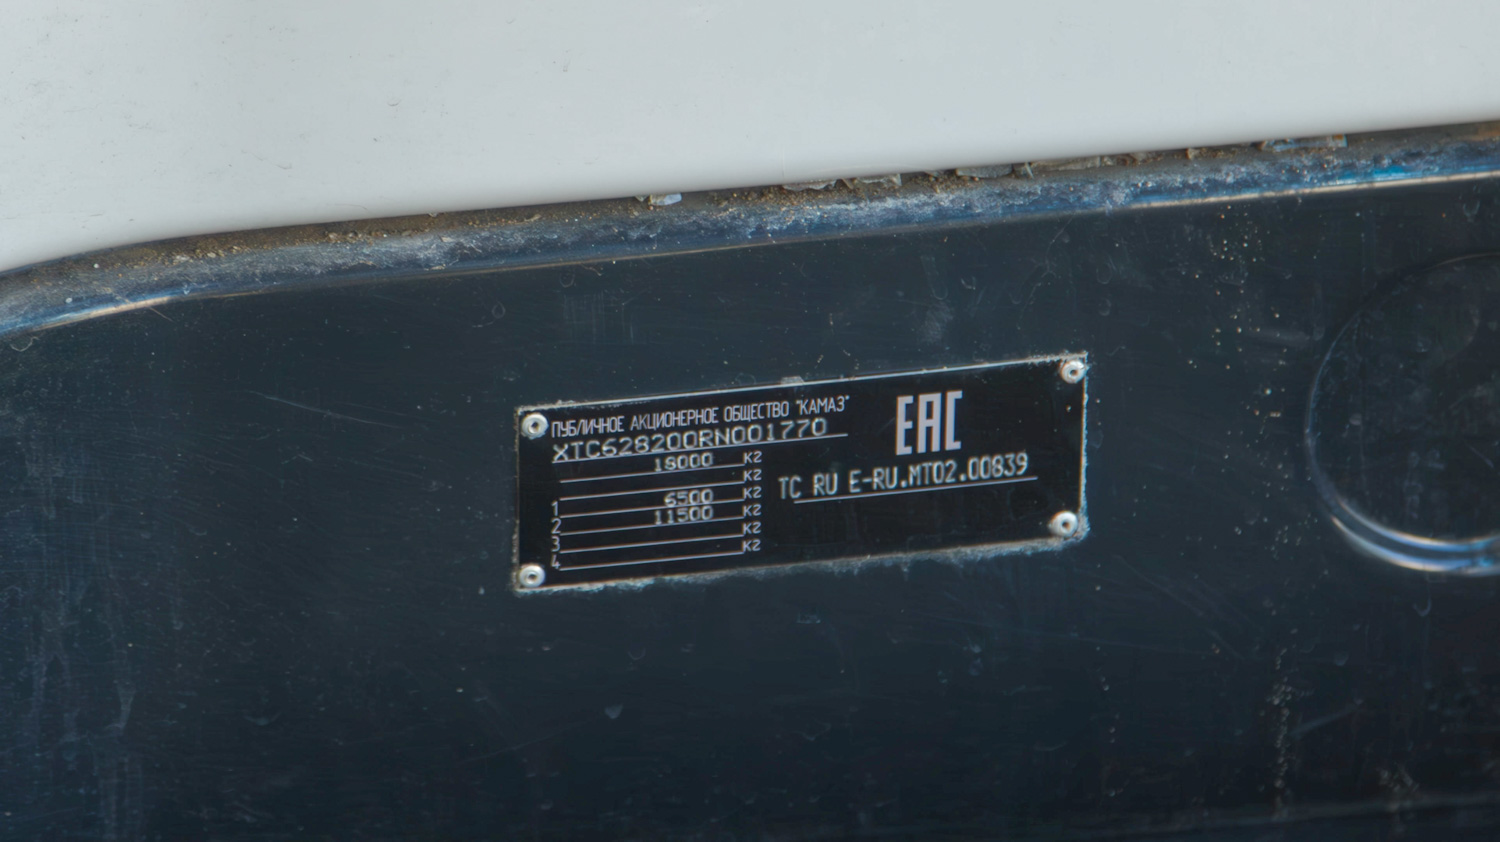 ПУБЛИЧНОЕ АКЦИОНЕРНОЕ ОБЩЕСТВО "КАМАЗ"
XTC628200RN001770
18000 кг
кг
1 6500 кг
2 11500 кг
3 кг
4 кг
EAC
TC RU E-RU.MT02.00839